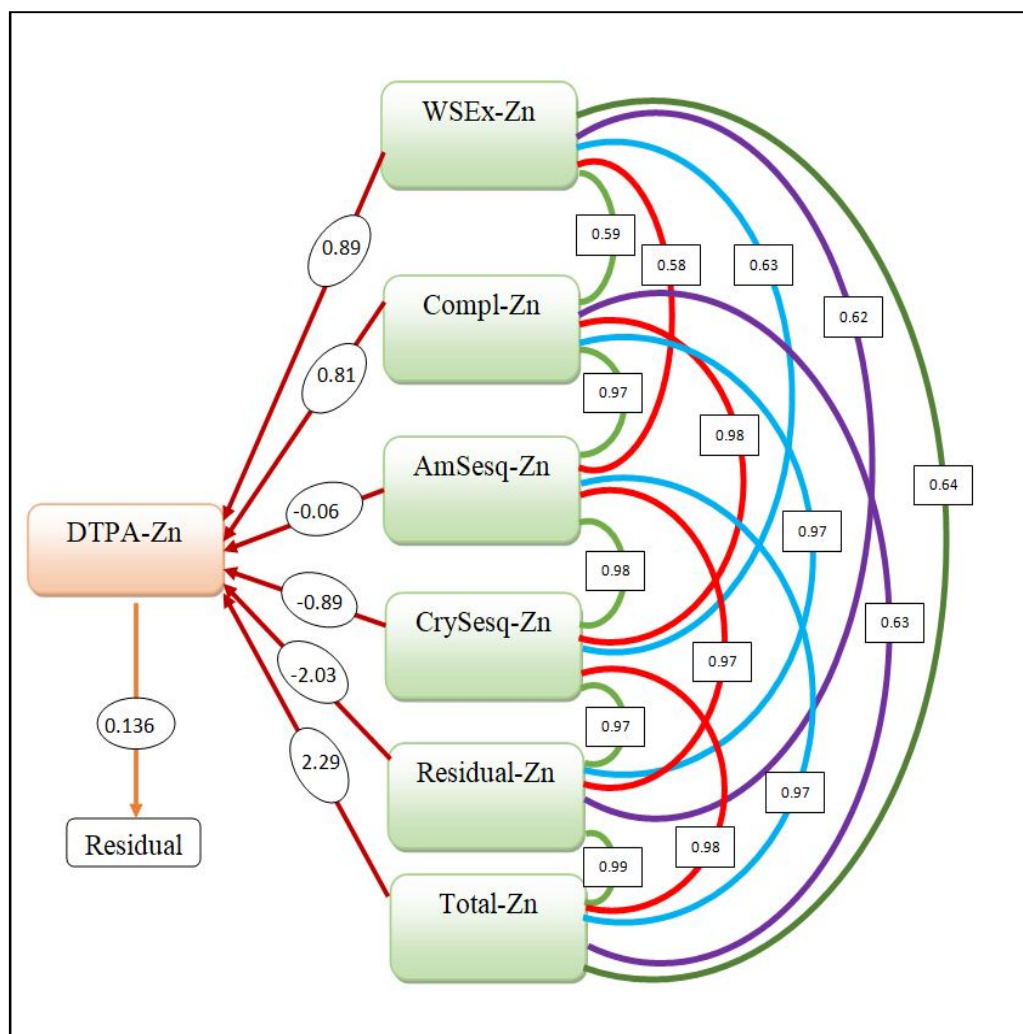 WSEx-Zn
0.59
0.89
0.58
0.63
Compl-Zn
0.62
0.81
0.97
0.98
AmSesq-Zn
0.64
-0.06
0.97
DTPA-Zn
0.98
-0.89
CrySesq-Zn
0.63
-2.03
0.97
0.136
0.97
2.29
Residual-Zn
0.97
Residual
0.98
0.99
Total-Zn